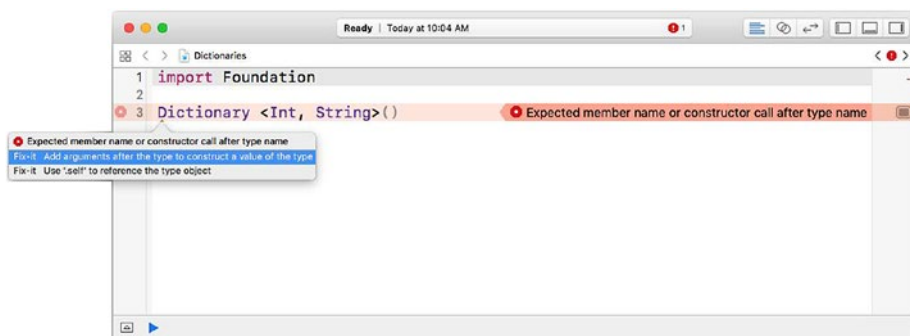 Ready | Today at 10:04 AM
1
Dictionaries
1 import Foundation
2
3 Dictionary <Int, String>()
Expected member name or constructor call after type name
Expected member name or constructor call after type name
Fix-it Add arguments after the type to construct a value of the type
Fix-it Use '.self' to reference the type object